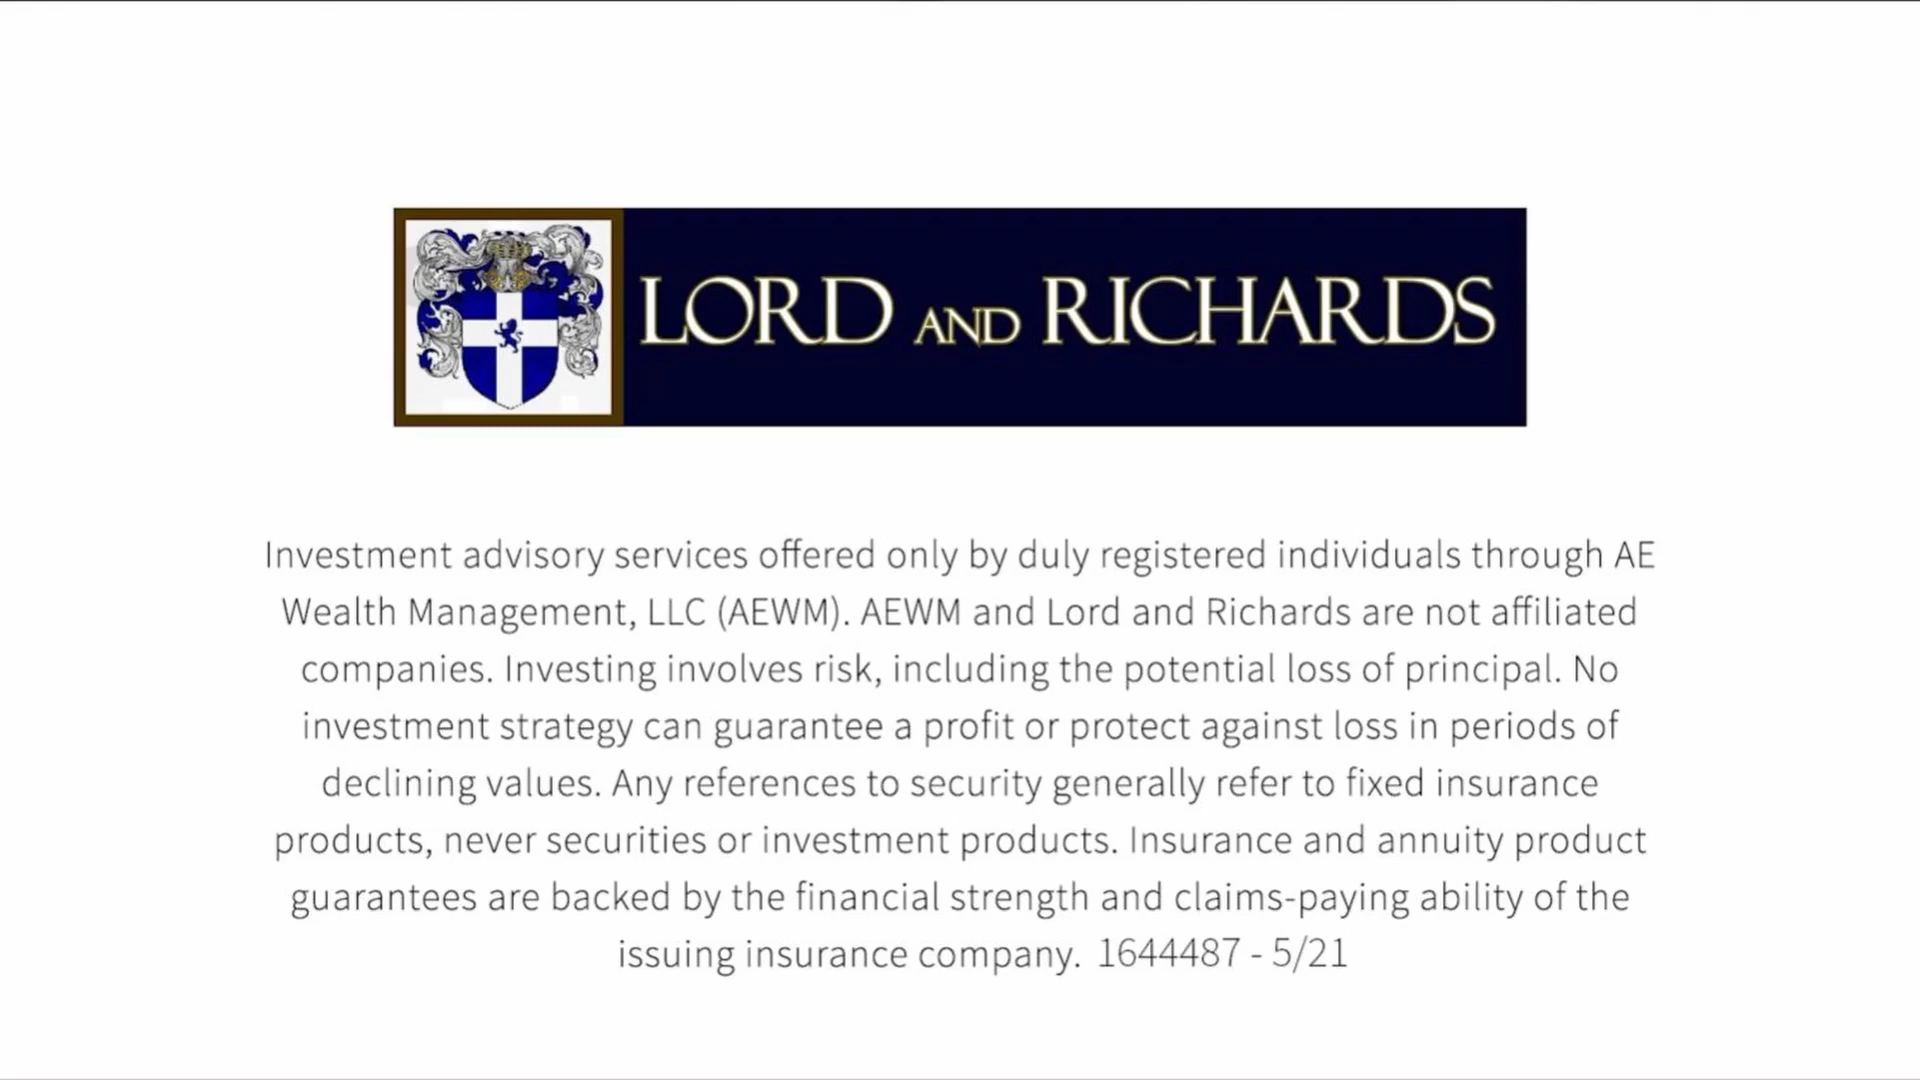 LORD AND RICHARDS
Investment advisory services offered only by duly registered individuals through AE
Wealth Management, LLC (AEWM). AEWM and Lord and Richards are not affiliated
companies. Investing involves risk, including the potential loss of principal. No
investment strategy can guarantee a profit or protect against loss in periods of
declining values. Any references to security generally refer to fixed insurance
products, never securities or investment products. Insurance and annuity product
guarantees are backed by the financial strength and claims-paying ability of the
issuing insurance company. 1644487 - 5/21